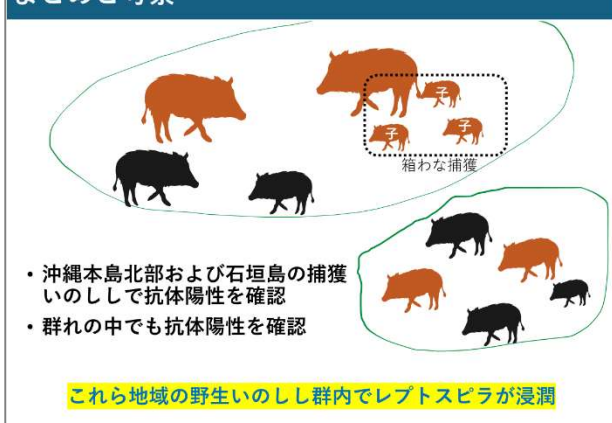 まとめと考察
子
子
子
箱わな捕獲
・沖縄本島北部および石垣島の捕獲
いのししで抗体陽性を確認
・群れの中でも抗体陽性を確認
これら地域の野生いのしし群内でレプトスピラが浸潤